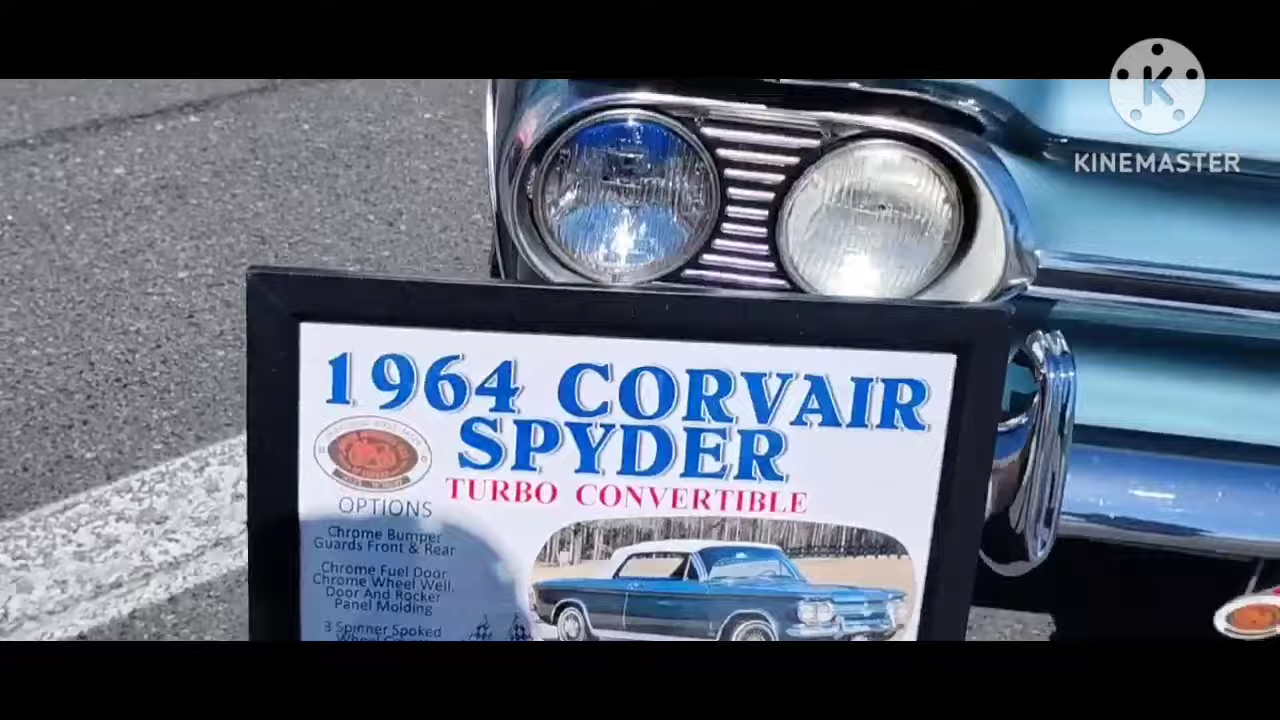 K
KINEMASTER
1964 CORVAIR
SPYDER
TURBO CONVERTIBLE
OPTIONS
Chrome Bumper
Guards Front & Rear
Chrome Fuel Door
Chrome Wheel Well,
Door And Rocker
Panel Molding
3 Spinner Spoked